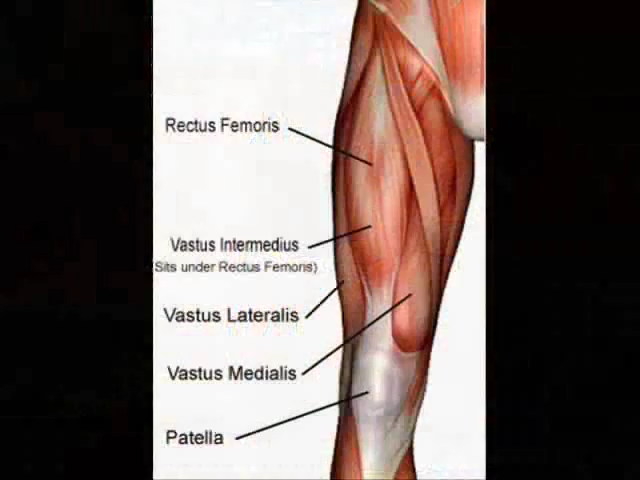 Rectus Femoris
Vastus Intermedius
(Sits under Rectus Femoris)
Vastus Lateralis
Vastus Medialis
Patella